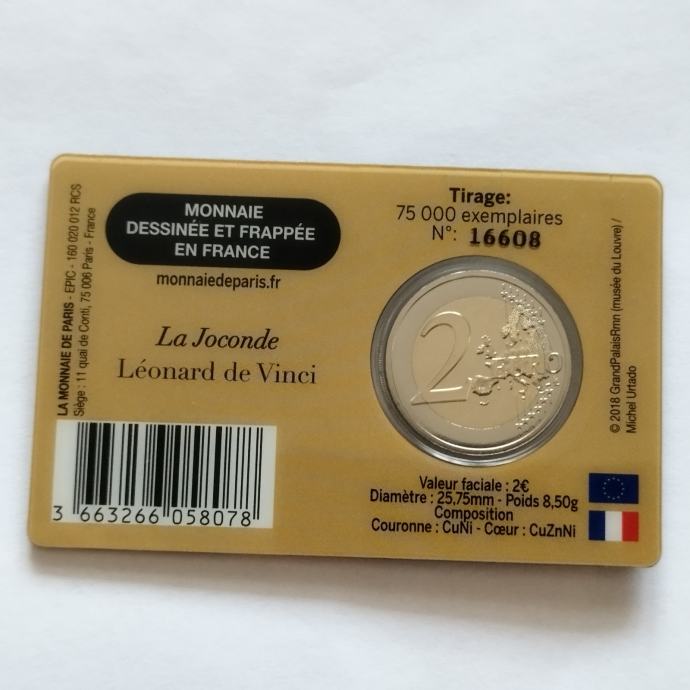 LA MONNAIE DE PARIS - EPIC - 160 020 012 RCS
Siège : 11 quai de Conti, 75 006 Paris - France
MONNAIE
DESSINÉE ET FRAPPÉE
EN FRANCE
monnaiedeparis.fr
La Joconde
Léonard de Vinci
3 663266 058078
Tirage:
75 000 exemplaires
N°: 16608
2
EURO
Valeur faciale : 2€
Diamètre : 25,75mm - Poids 8,50g
Composition
Couronne : CuNi - Cœur : CuZnNi
© 2018 GrandPalaisRmn (musée du Louvre) /
Michel Urtado